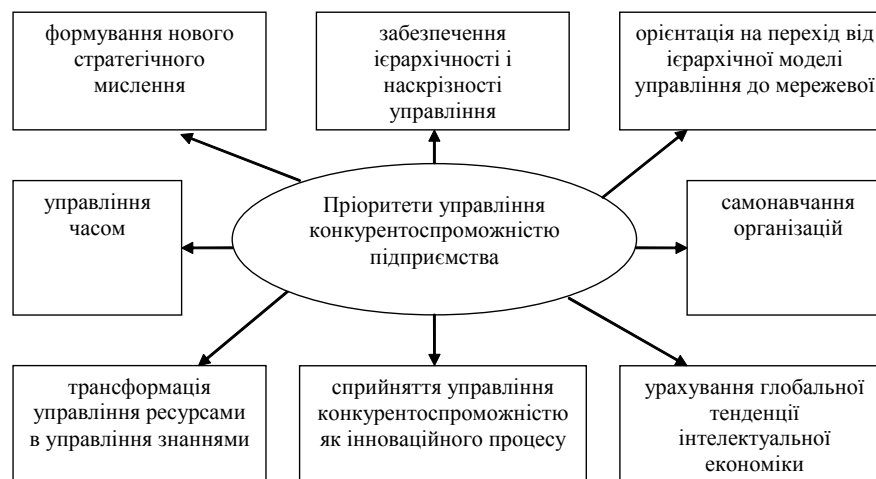 формування нового
стратегічного
мислення
забезпечення
ієрархічності і
наскрізності
управління
орієнтація на перехід від
ієрархічної моделі
управління до мережевої
управління
часом
Пріоритети управління
конкурентоспроможністю
підприємства
самонавчання
організацій
трансформація
управління ресурсами
в управління знаннями
сприйняття управління
конкурентоспроможністю
як інноваційного процесу
урахування глобальної
тенденції
інтелектуальної
економіки